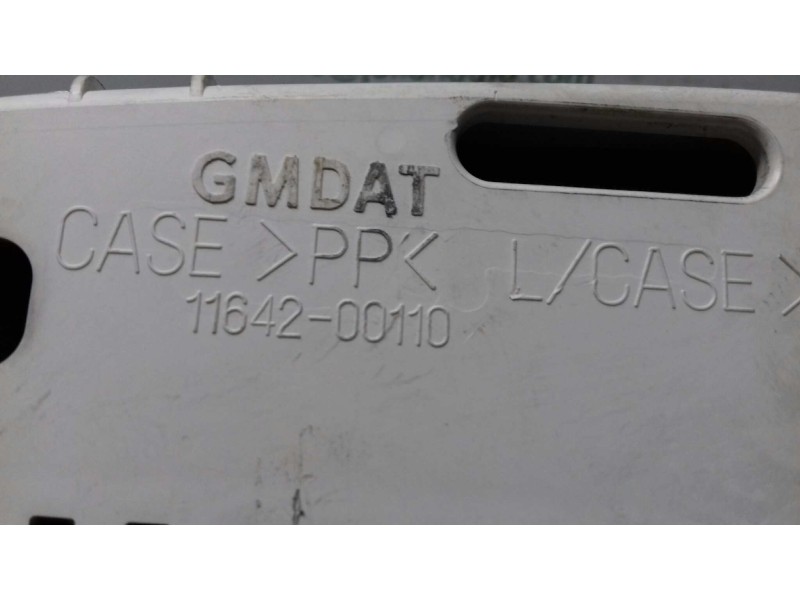 GMDAT
CASE >PP< L/CASE >
11642-00110